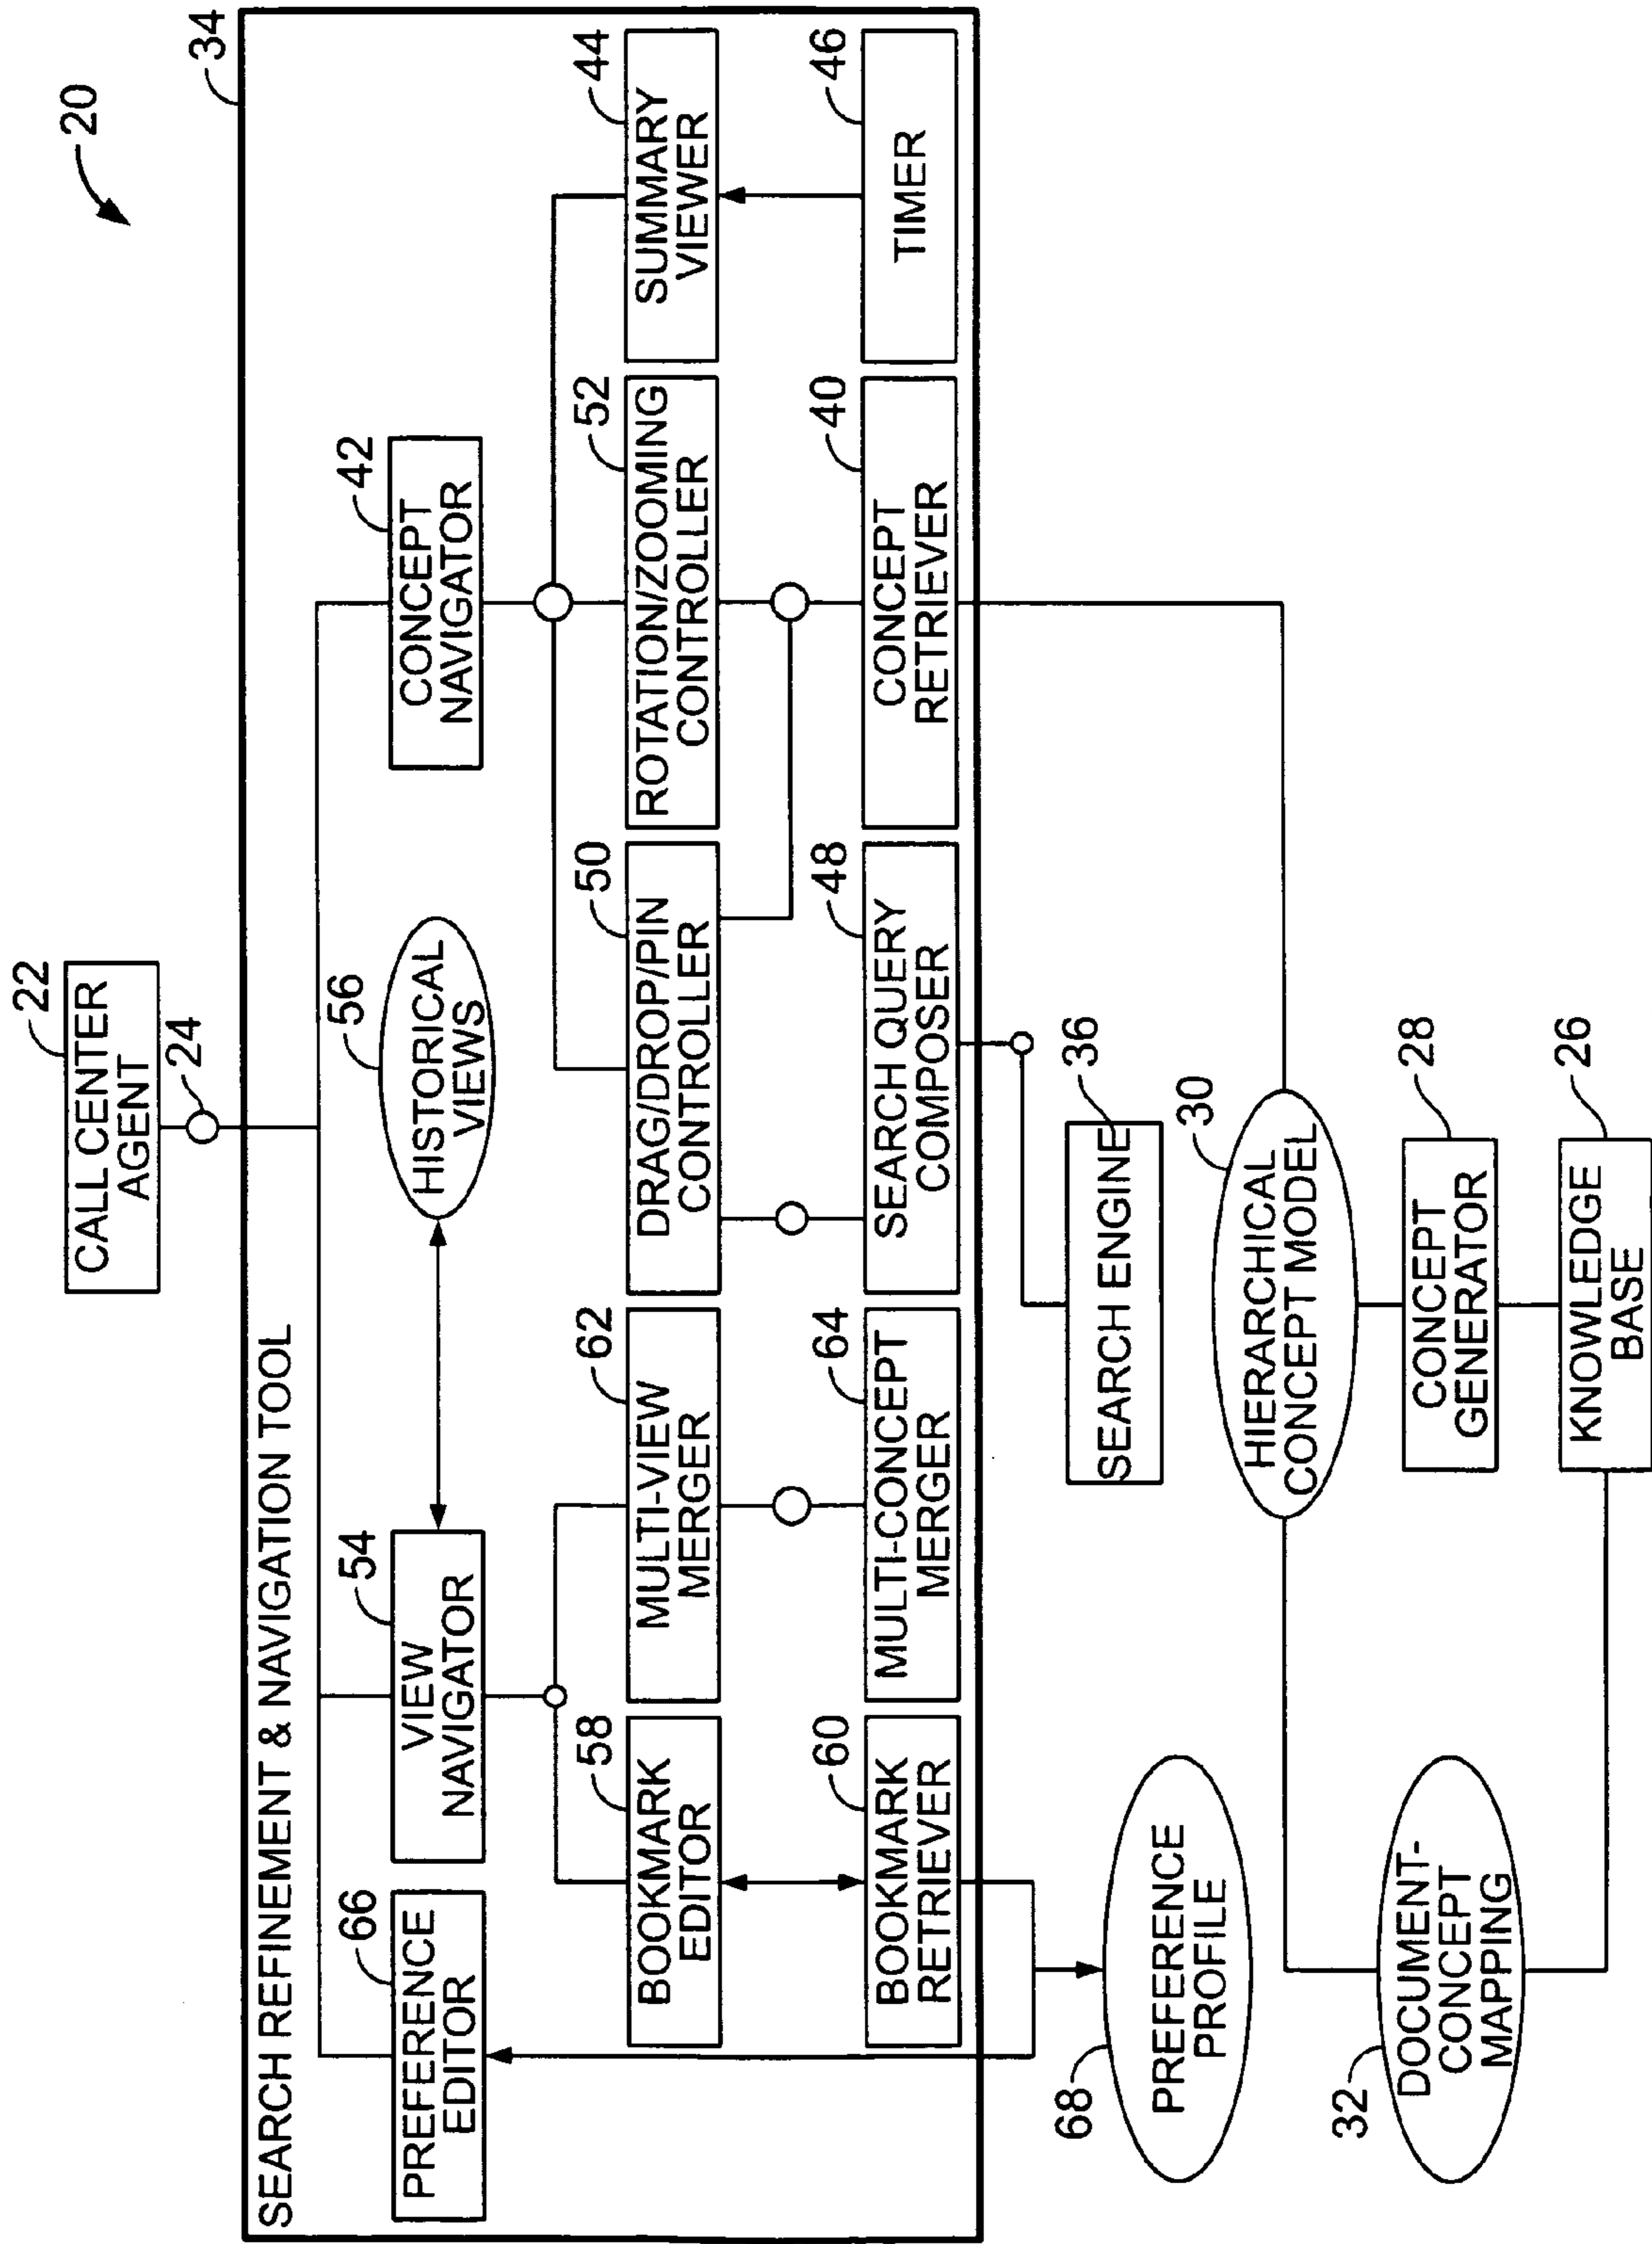 20
22
CALL CENTER
AGENT
24
34
SEARCH REFINEMENT & NAVIGATION TOOL
66
PREFERENCE
EDITOR
54
VIEW
NAVIGATOR
56
HISTORICAL
VIEWS
42
CONCEPT
NAVIGATOR
58
BOOKMARK
EDITOR
62
MULTI-VIEW
MERGER
50
DRAG/DROP/PIN
CONTROLLER
52
ROTATION/ZOOMING
CONTROLLER
44
SUMMARY
VIEWER
60
BOOKMARK
RETRIEVER
64
MULTI-CONCEPT
MERGER
48
SEARCH QUERY
COMPOSER
40
CONCEPT
RETRIEVER
46
TIMER
68
PREFERENCE
PROFILE
36
SEARCH ENGINE
30
HIERARCHICAL
CONCEPT MODEL
32
DOCUMENT-
CONCEPT
MAPPING
28
CONCEPT
GENERATOR
26
KNOWLEDGE
BASE